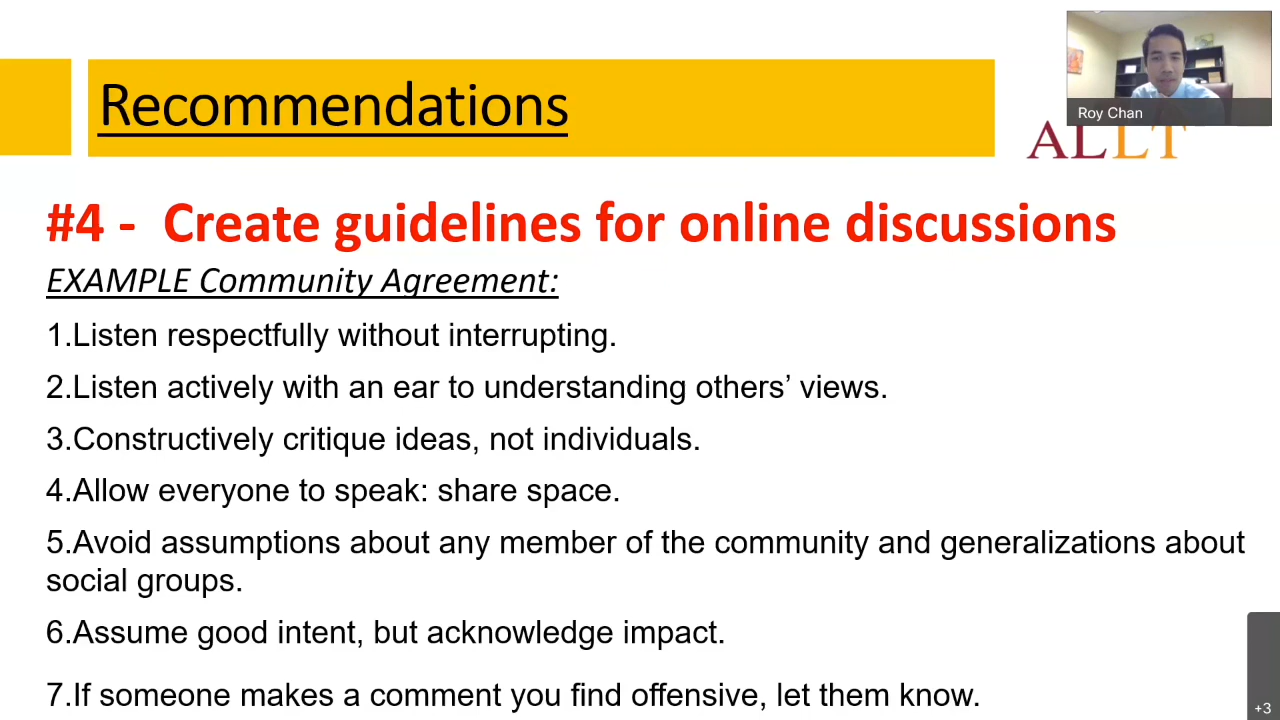 Recommendations
Roy Chan
ALLT
#4 - Create guidelines for online discussions
EXAMPLE Community Agreement:
1.Listen respectfully without interrupting.
2.Listen actively with an ear to understanding others’ views.
3.Constructively critique ideas, not individuals.
4.Allow everyone to speak: share space.
5.Avoid assumptions about any member of the community and generalizations about
social groups.
6.Assume good intent, but acknowledge impact.
7.If someone makes a comment you find offensive, let them know.
+3